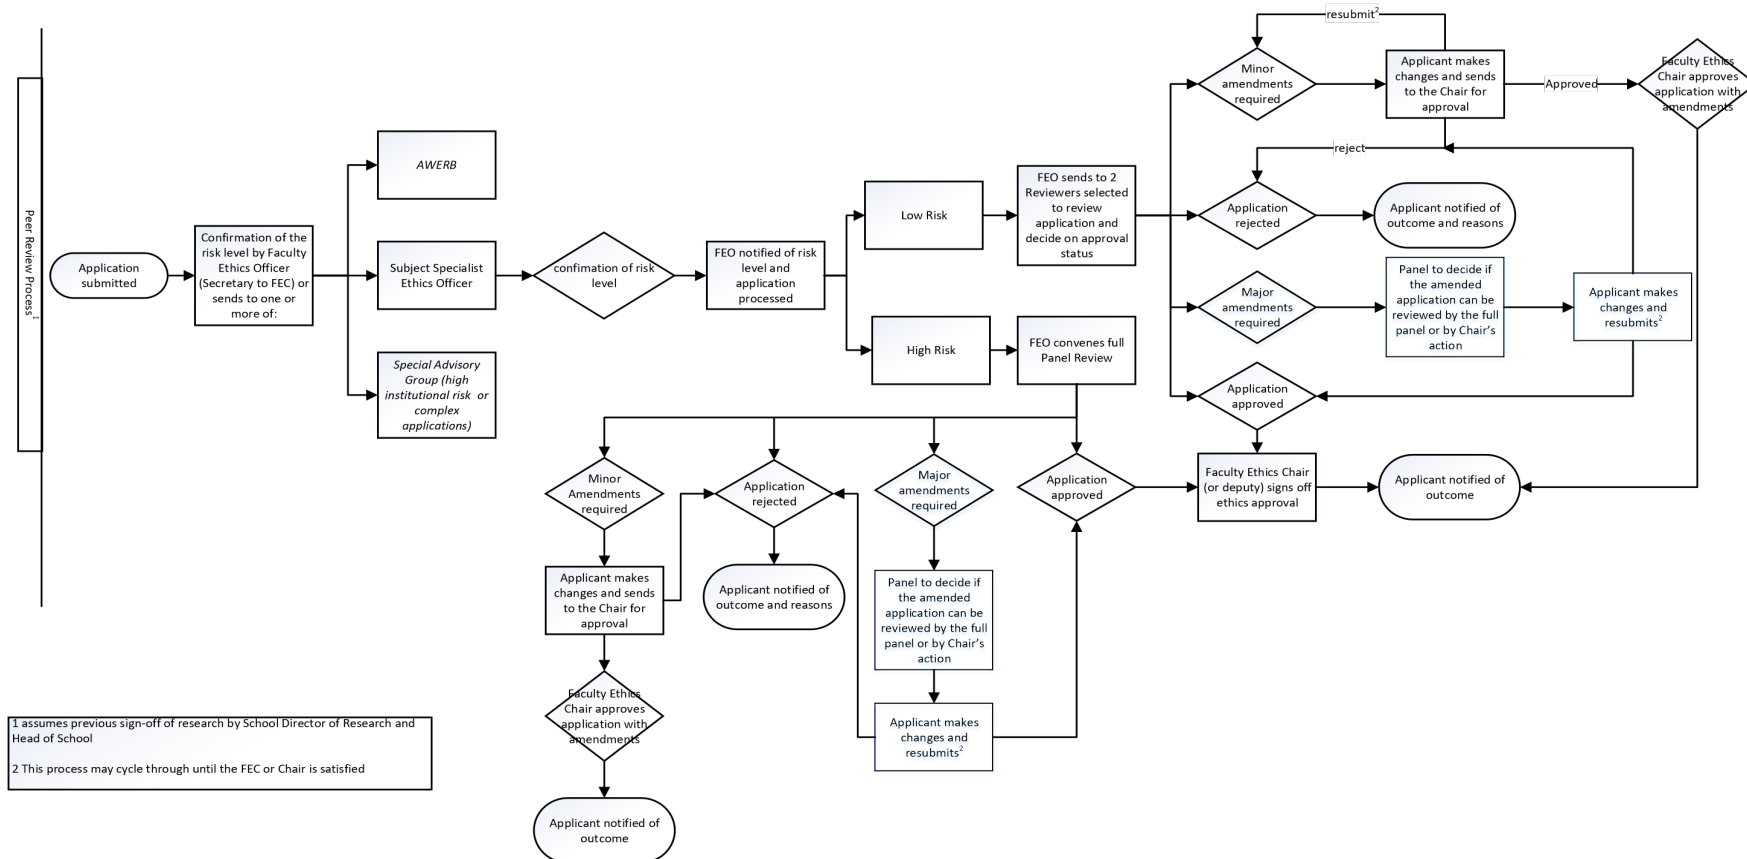 Peer Review Process1
Application
submitted
Confirmation of the
risk level by Faculty
Ethics Officer
(Secretary to FEC) or
sends to one or
more of:
AWERB
Subject Specialist
Ethics Officer
Special Advisory
Group (high
institutional risk or
complex
applications)
confimation of risk
level
FEO notified of risk
level and
application
processed
Low Risk
High Risk
FEO sends to 2
Reviewers selected
to review
application and
decide on approval
status
FEO convenes full
Panel Review
resubmit2
Minor
amendments
required
Applicant makes
changes and sends
to the Chair for
approval
Approved
Faculty Ethics
Chair approves
application with
amendments
reject
Application
rejected
Applicant notified of
outcome and reasons
Major
amendments
required
Panel to decide if
the amended
application can be
reviewed by the full
panel or by Chair’s
action
Applicant makes
changes and
resubmits2
Application
approved
Faculty Ethics Chair
(or deputy) signs off
ethics approval
Applicant notified of
outcome
Minor
Amendments
required
Application
rejected
Major
amendments
required
Application
approved
Applicant makes
changes and sends
to the Chair for
approval
Applicant notified of
outcome and reasons
Panel to decide if
the amended
application can be
reviewed by the full
panel or by Chair’s
action
Faculty Ethics
Chair approves
application with
amendments
Applicant makes
changes and
resubmits2
Applicant notified of
outcome
1 assumes previous sign-off of research by School Director of Research and
Head of School
2 This process may cycle through until the FEC or Chair is satisfied